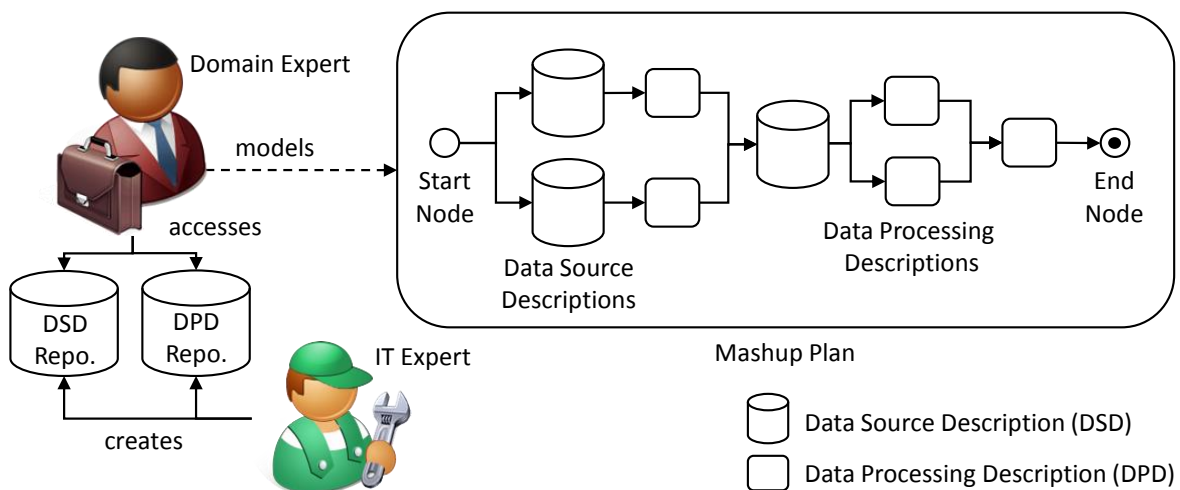 Domain Expert
models
accesses
DSD
Repo.
DPD
Repo.
IT Expert
creates
Start
Node
Data Source
Descriptions
Data Processing
Descriptions
End
Node
Mashup Plan
Data Source Description (DSD)
Data Processing Description (DPD)